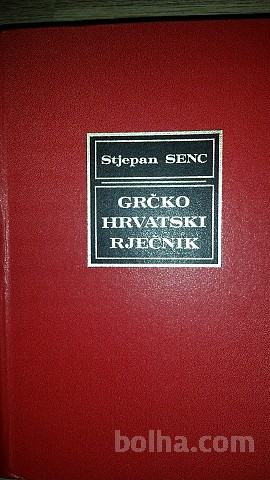 Stjepan SENC
GRČKO
HRVATSKI
RJEČNIK
bolha.com